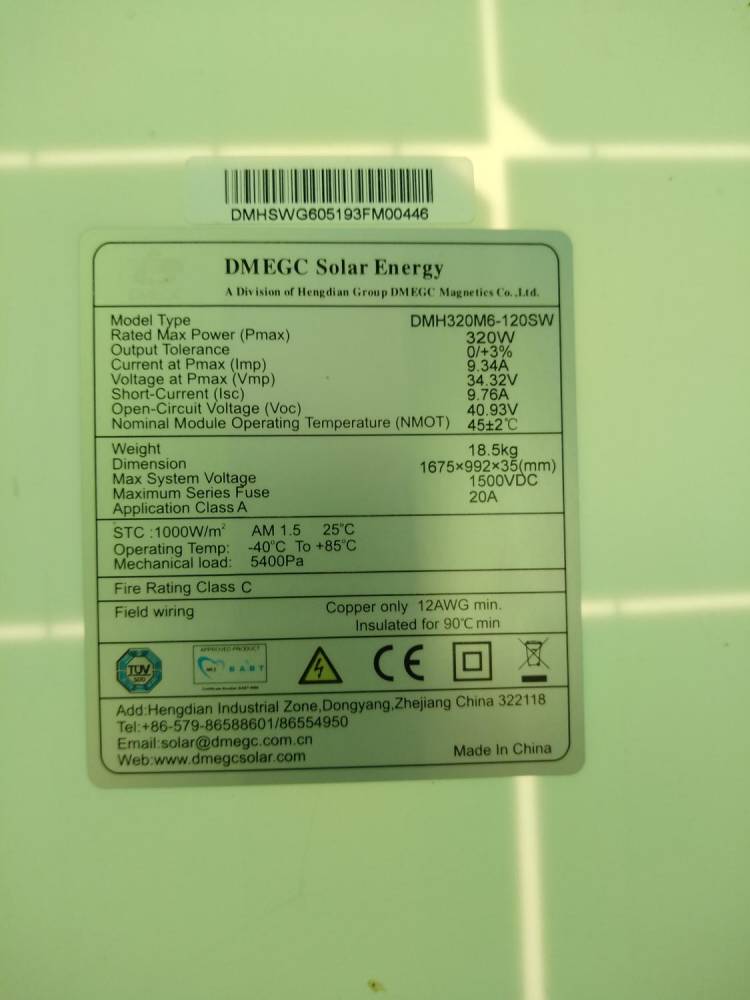 DMHSWG605193FM00446
DMEGC Solar Energy
A Division of Hengdian Group DMEGC Magnetics Co.,Ltd.
Model Type DMH320M6-120SW
Rated Max Power (Pmax) 320W
Output Tolerance 0/+3%
Current at Pmax (Imp) 9.34A
Voltage at Pmax (Vmp) 34.32V
Short-Current (Isc) 9.76A
Open-Circuit Voltage (Voc) 40.93V
Nominal Module Operating Temperature (NMOT) 45±2℃
Weight 18.5kg
Dimension 1675×992×35(mm)
Max System Voltage 1500VDC
Maximum Series Fuse 20A
Application Class A
STC :1000W/m² AM 1.5 25°C
Operating Temp: -40°C To +85°C
Mechanical load: 5400Pa
Fire Rating Class C
Field wiring Copper only 12AWG min.
Insulated for 90℃ min
APPROVED PRODUCT
TÜV BABT CE
Add:Hengdian Industrial Zone,Dongyang,Zhejiang China 322118
Tel:+86-579-86588601/86554950
Email:solar@dmegc.com.cn
Web:www.dmegcsolar.com Made In China